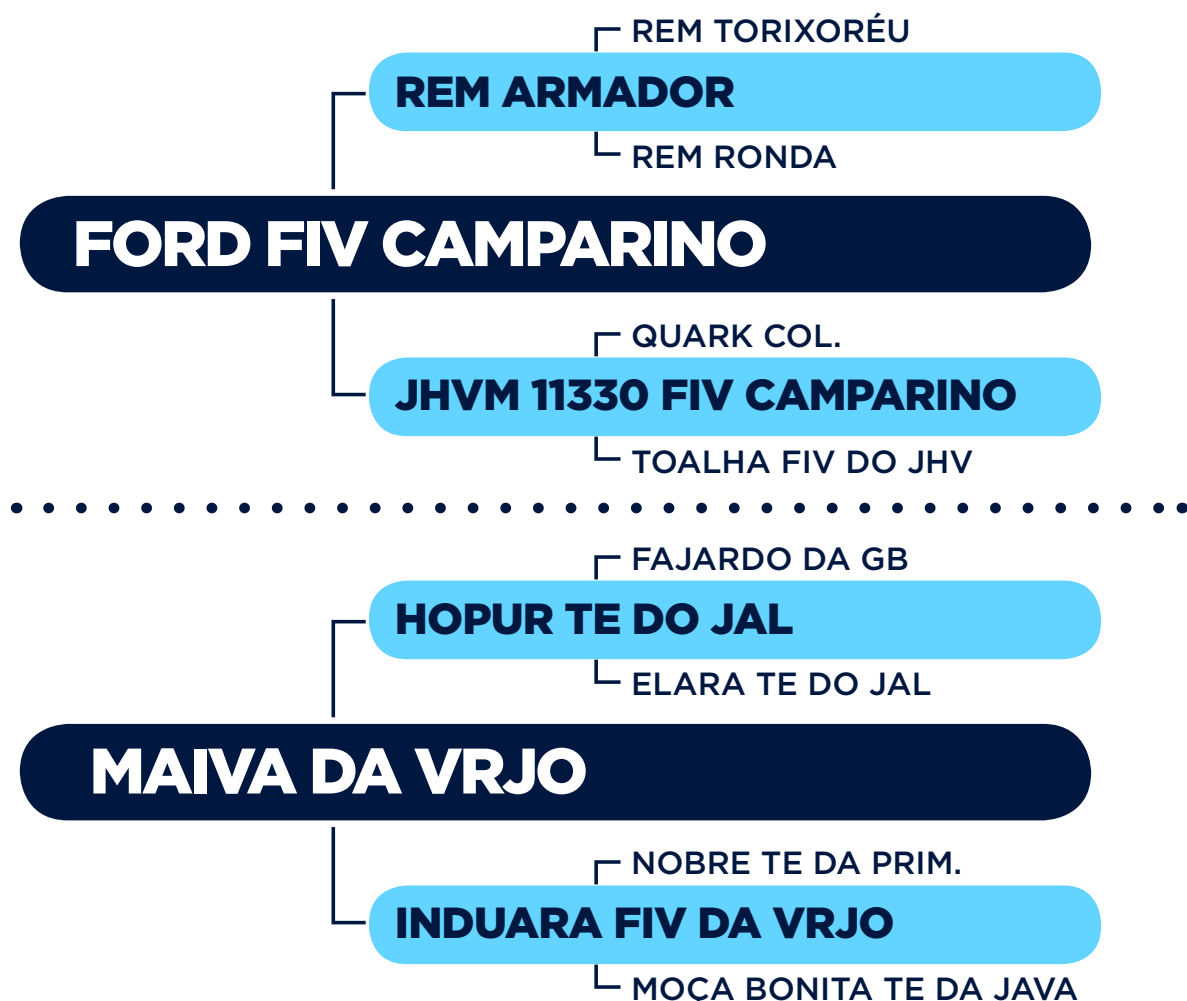 REM TORIXORÉU
REM ARMADOR
REM RONDA
FORD FIV CAMPARINO
QUARK COL.
JHVM 11330 FIV CAMPARINO
TOALHA FIV DO JHV
FAJARDO DA GB
HOPUR TE DO JAL
ELARA TE DO JAL
MAIVA DA VRJO
NOBRE TE DA PRIM.
INDUARA FIV DA VRJO
MOÇA BONITA TE DA JAVA